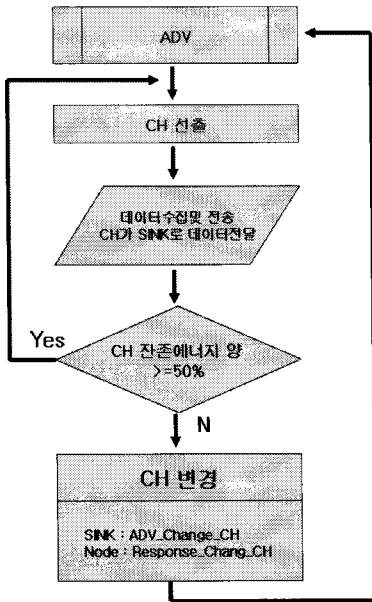 ADV
CH 선출
데이터수집및 전송
CH가 SINK로 데이터전달
Yes
CH 잔존에너지 양
>=50%
N
CH 변경
SINK : ADV_Change_CH
Node : Response_Chang_CH